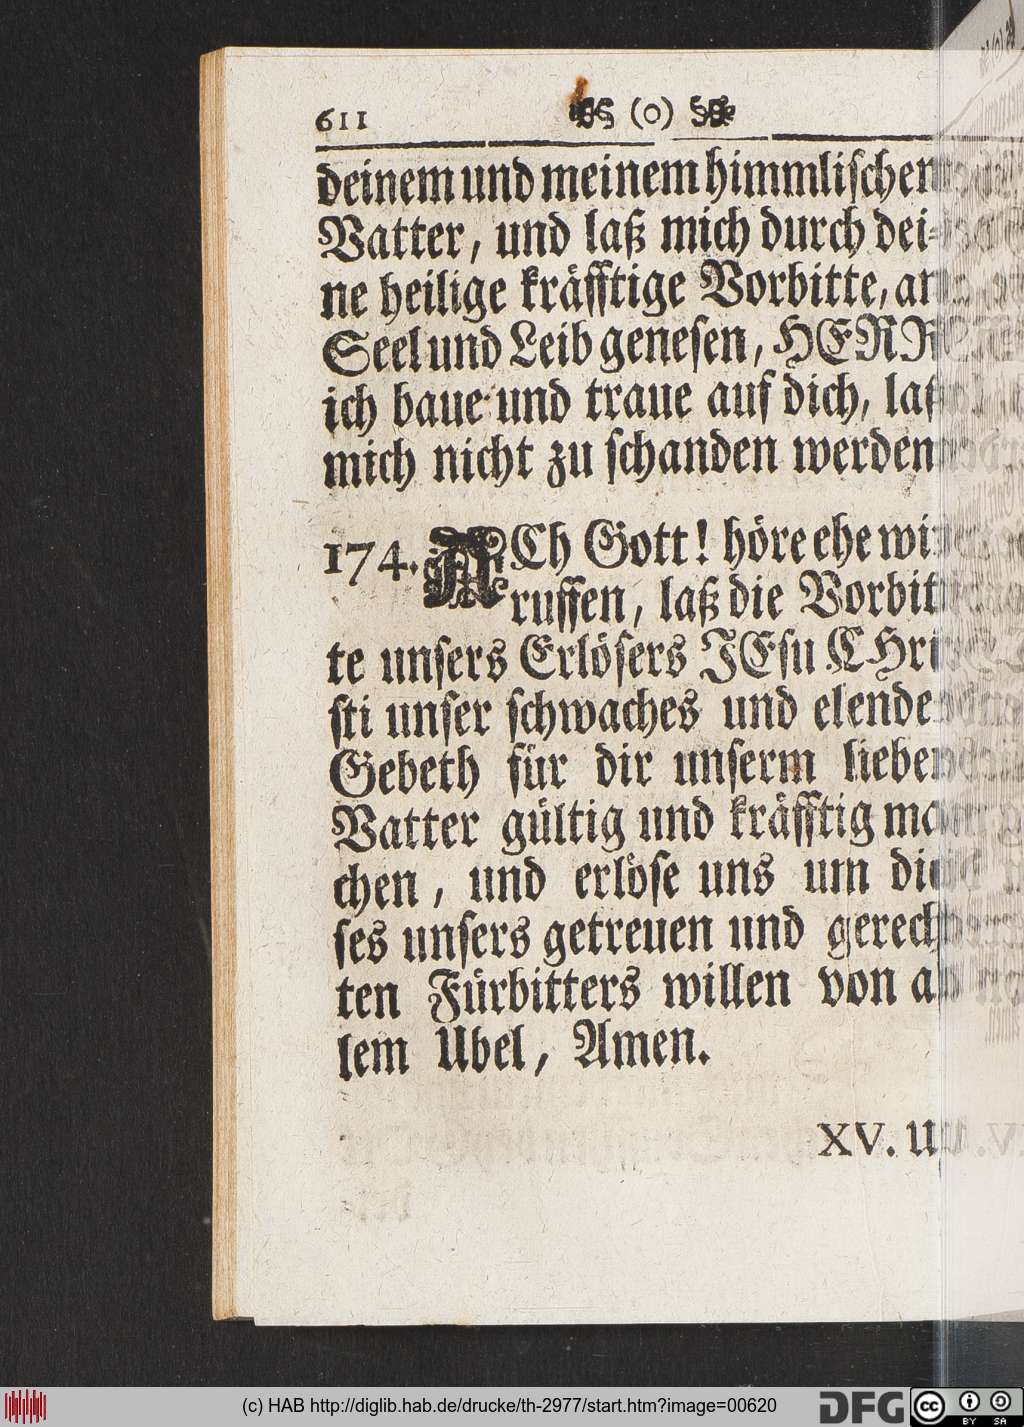 611 (o)
deinem und meinem himmlischen
Vatter, und laß mich durch dei-
ne heilige kräfftige Vorbitte, an
Seel und Leib genesen, HERR
ich baue und traue auf dich, laß
mich nicht zu schanden werden
174. ACh Gott! höre ehe wir
ruffen, laß die Vorbit-
te unsers Erlösers JEsu CHri-
sti unser schwaches und elendes
Gebeth für dir unserm lieben
Vatter gültig und kräfftig ma-
chen, und erlöse uns um die-
ses unsers getreuen und gerech-
ten Fürbitters willen von al-
lem Ubel, Amen.
XV.
(c) HAB http://diglib.hab.de/drucke/th-2977/start.htm?image=00620
DFG
cc BY SA